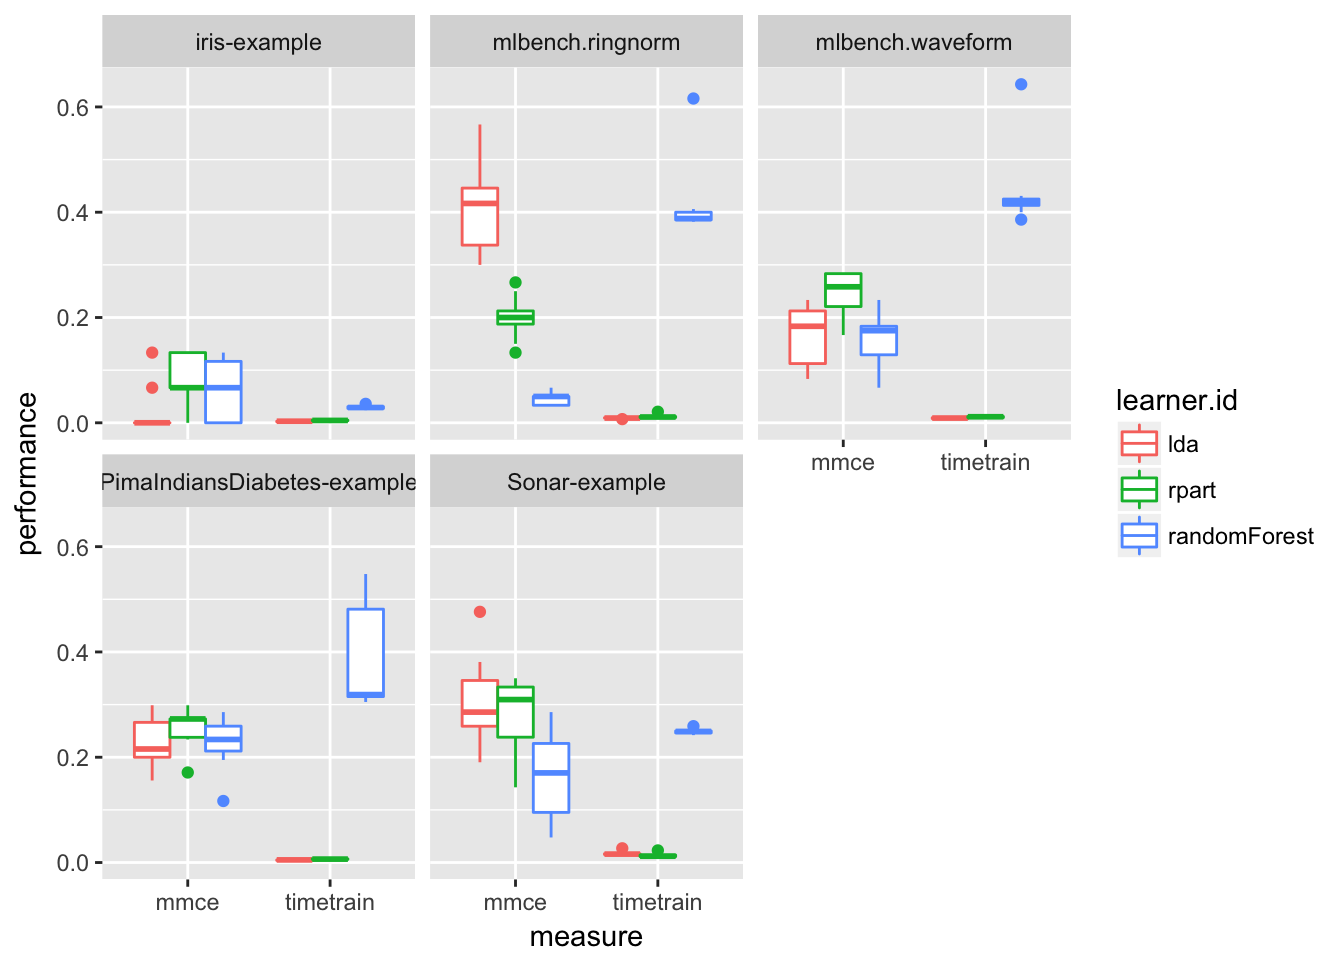 iris-example
mlbench.ringnorm
mlbench.waveform
0.6
0.4
0.2
0.0
mmce
timetrain
PimaIndiansDiabetes-example
Sonar-example
0.6
0.4
0.2
0.0
mmce
timetrain
mmce
timetrain
measure
performance
learner.id
lda
rpart
randomForest